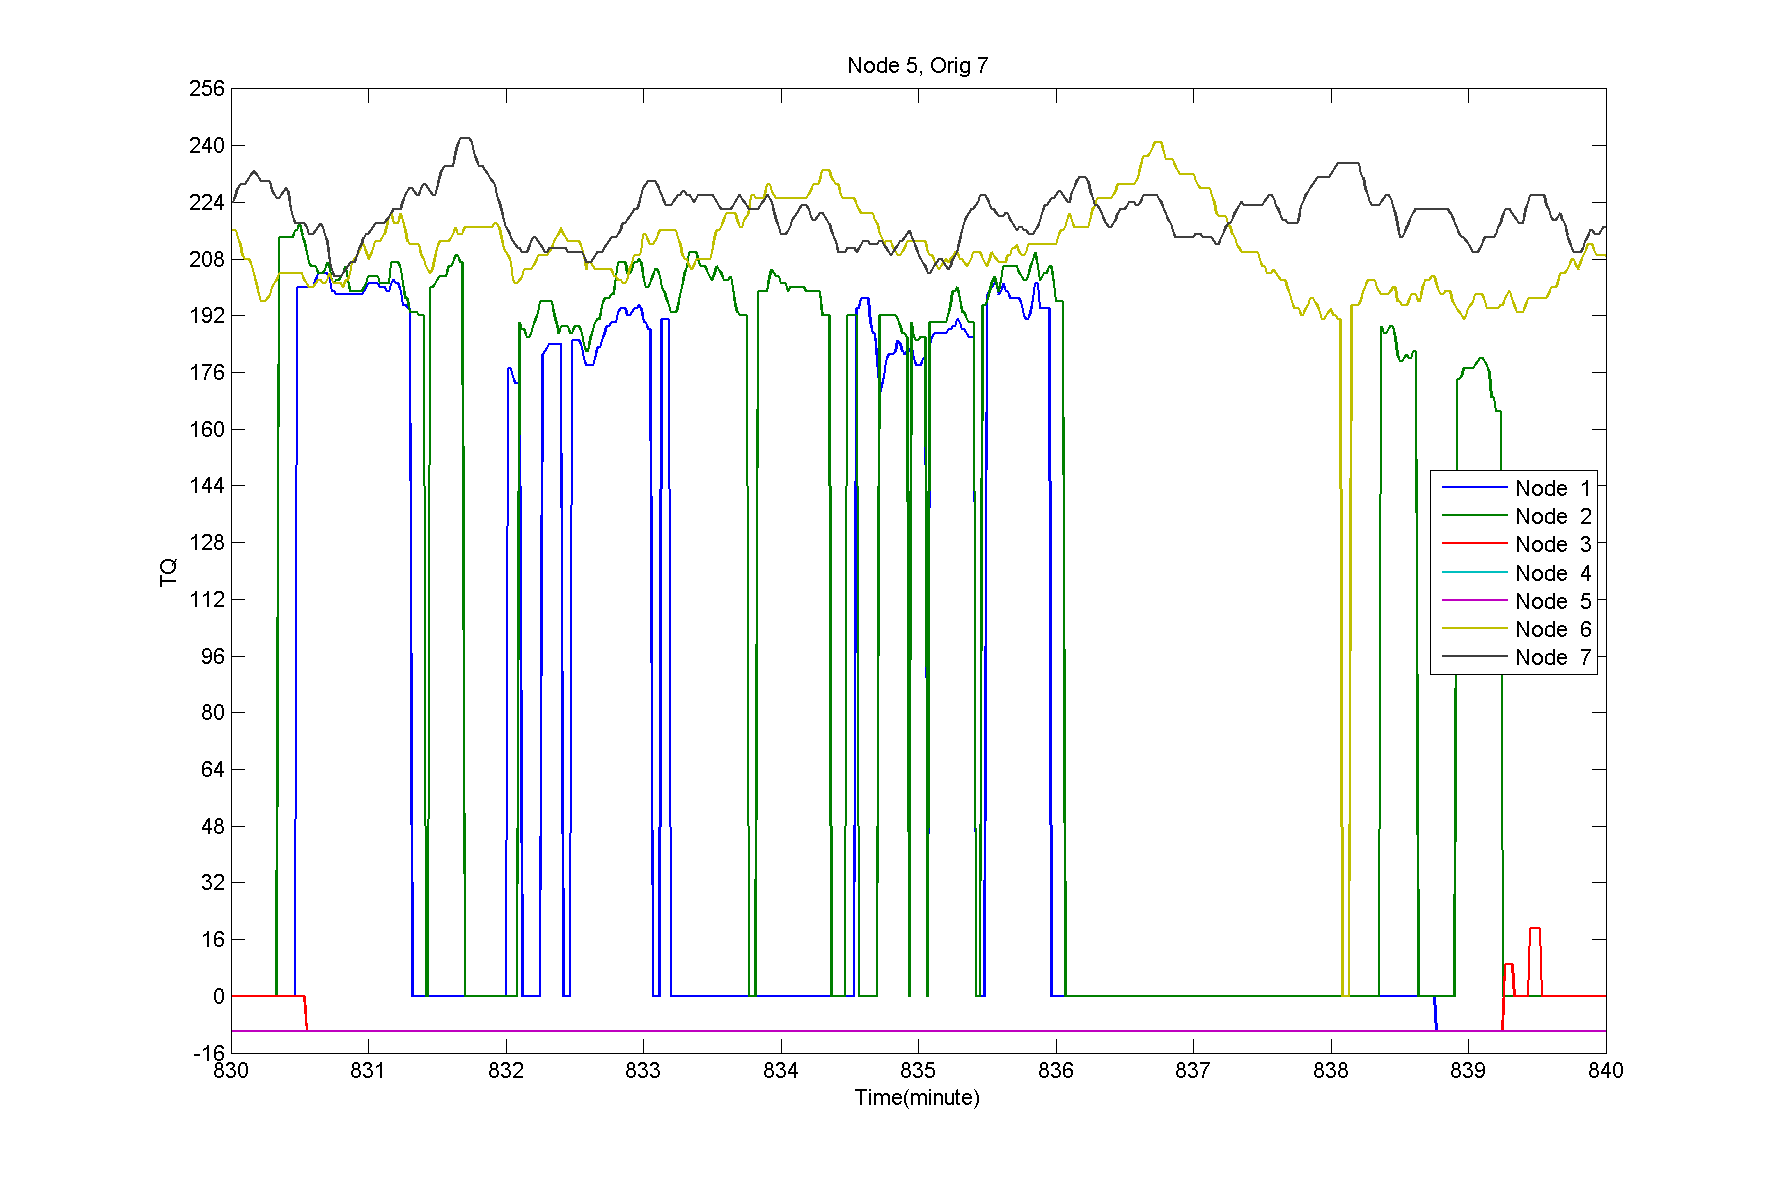 Node 5, Orig 7
256
240
224
208
192
176
160
144
128
112
96
80
64
48
32
16
0
-16
TQ
Node 1
Node 2
Node 3
Node 4
Node 5
Node 6
Node 7
830 831 832 833 834 835 836 837 838 839 840
Time(minute)